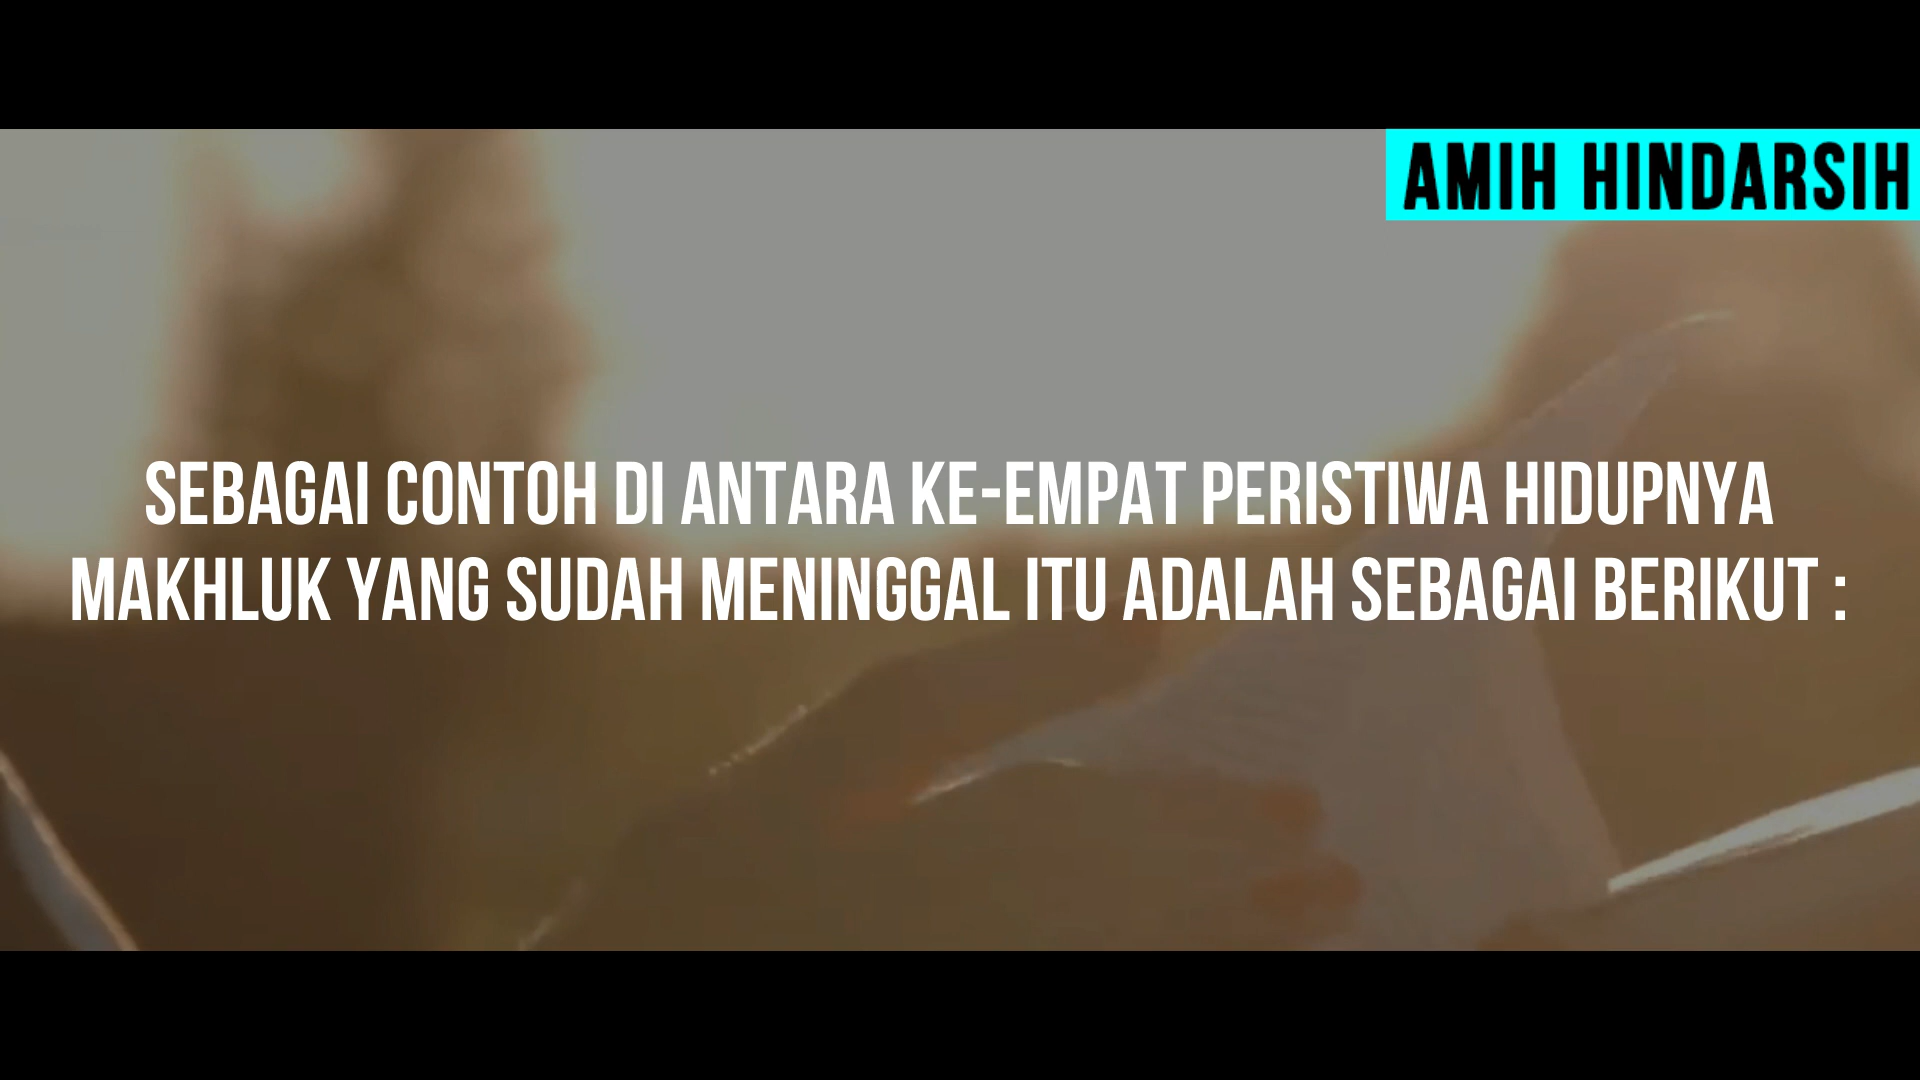 AMIH HINDARSIH
SEBAGAI CONTOH DI ANTARA KE-EMPAT PERISTIWA HIDUPNYA
MAKHLUK YANG SUDAH MENINGGAL ITU ADALAH SEBAGAI BERIKUT :